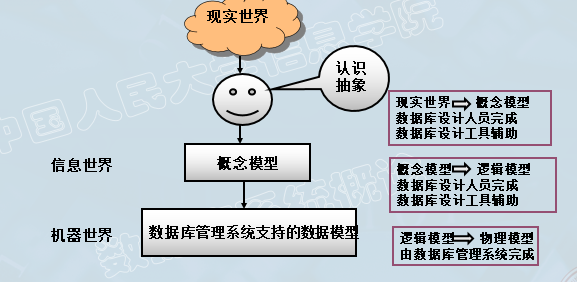 现实世界
认识
抽象
现实世界 概念模型
数据库设计人员完成
数据库设计工具辅助
信息世界
概念模型
概念模型 逻辑模型
数据库设计人员完成
数据库设计工具辅助
机器世界
数据库管理系统支持的数据模型
逻辑模型 物理模型
由数据库管理系统完成